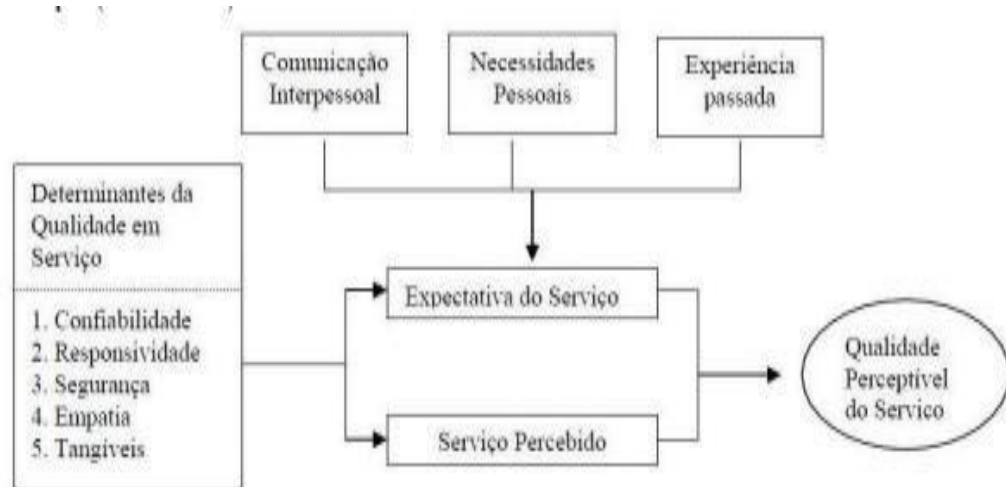 Comunicação
Interpessoal
Necessidades
Pessoais
Experiência
passada
Determinantes da
Qualidade em
Serviço
1. Confiabilidade
2. Responsividade
3. Segurança
4. Empatia
5. Tangíveis
Expectativa do Serviço
Serviço Percebido
Qualidade
Perceptível
do Servico